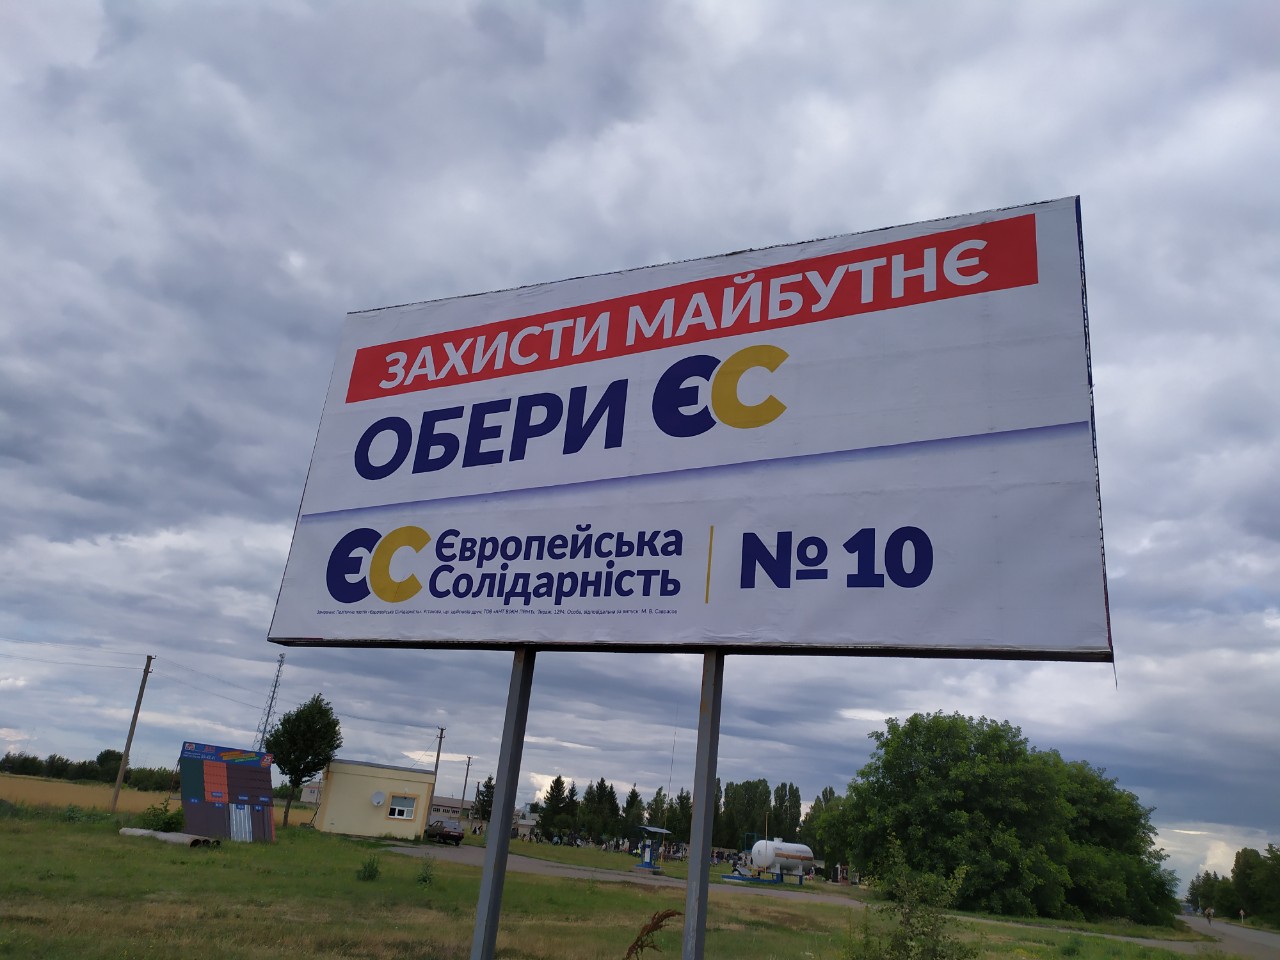 ЗАХИСТИ МАЙБУТНЄ
ОБЕРИ ЄС
ЄС Європейська
Солідарність
№ 10